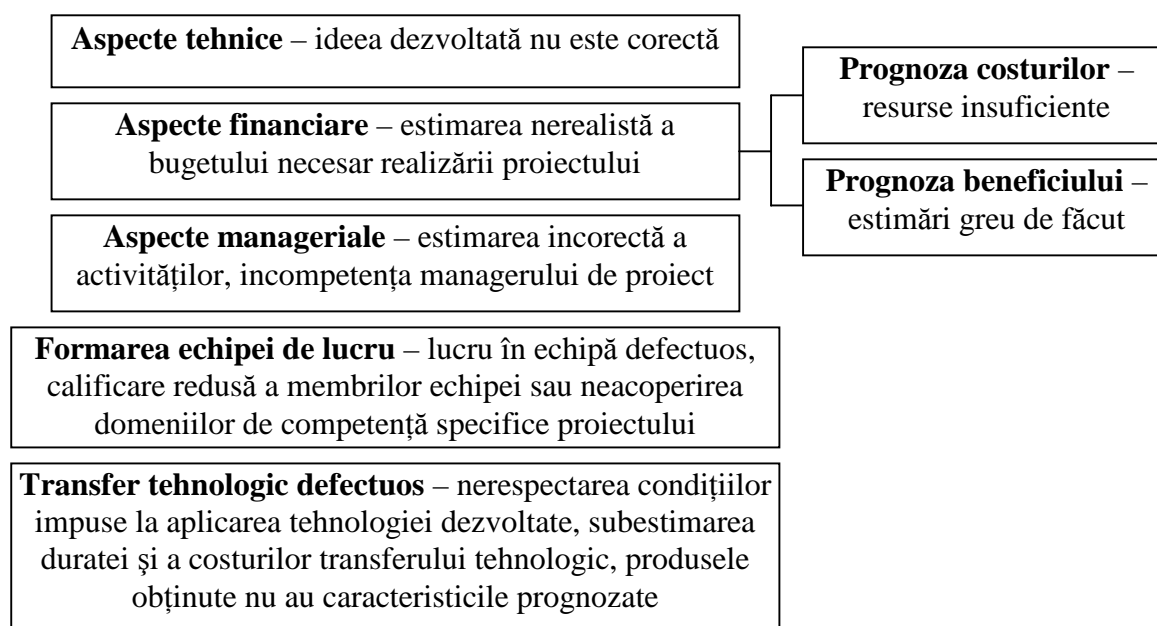 Aspecte tehnice – ideea dezvoltată nu este corectă
Aspecte financiare – estimarea nerealistă a
bugetului necesar realizării proiectului
Prognoza costurilor –
resurse insuficiente
Prognoza beneficiului –
estimări greu de făcut
Aspecte manageriale – estimarea incorectă a
activităților, incompetența managerului de proiect
Formarea echipei de lucru – lucru în echipă defectuos,
calificare redusă a membrilor echipei sau neacoperirea
domeniilor de competență specifice proiectului
Transfer tehnologic defectuos – nerespectarea condițiilor
impuse la aplicarea tehnologiei dezvoltate, subestimarea
duratei şi a costurilor transferului tehnologic, produsele
obținute nu au caracteristicile prognozate